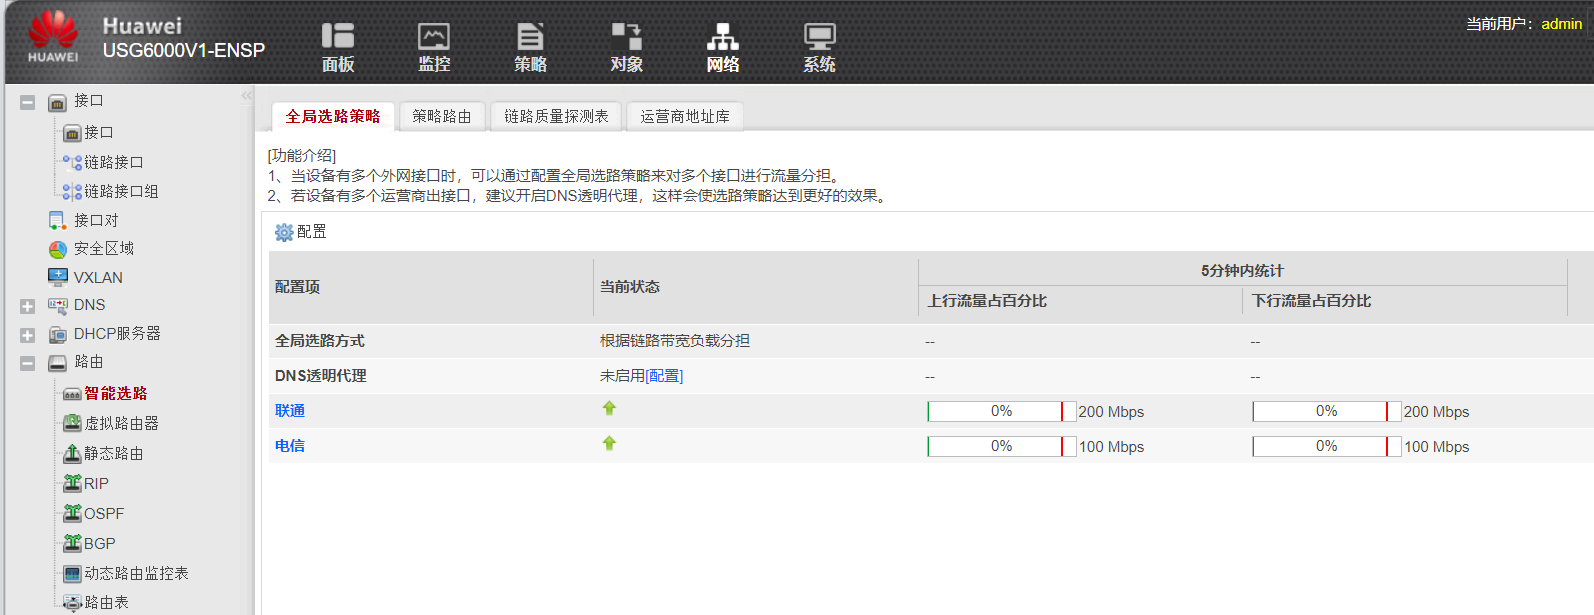 HUAWEI
Huawei
USG6000V1-ENSP
面板
监控
策略
对象
网络
系统
当前用户：admin
接口
接口
链路接口
链路接口组
接口对
安全区域
VXLAN
DNS
DHCP服务器
路由
智能选路
虚拟路由器
静态路由
RIP
OSPF
BGP
动态路由监控表
路由表
全局选路策略
策略路由
链路质量探测表
运营商地址库
[功能介绍]
1、当设备有多个外网接口时，可以通过配置全局选路策略来对多个接口进行流量分担。
2、若设备有多个运营商出接口，建议开启DNS透明代理，这样会使选路策略达到更好的效果。
配置
配置项 当前状态 5分钟内统计
上行流量占百分比 下行流量占百分比
全局选路方式 根据链路带宽负载分担 -- --
DNS透明代理 未启用[配置] -- --
联通 0% 200 Mbps 0% 200 Mbps
电信 0% 100 Mbps 0% 100 Mbps